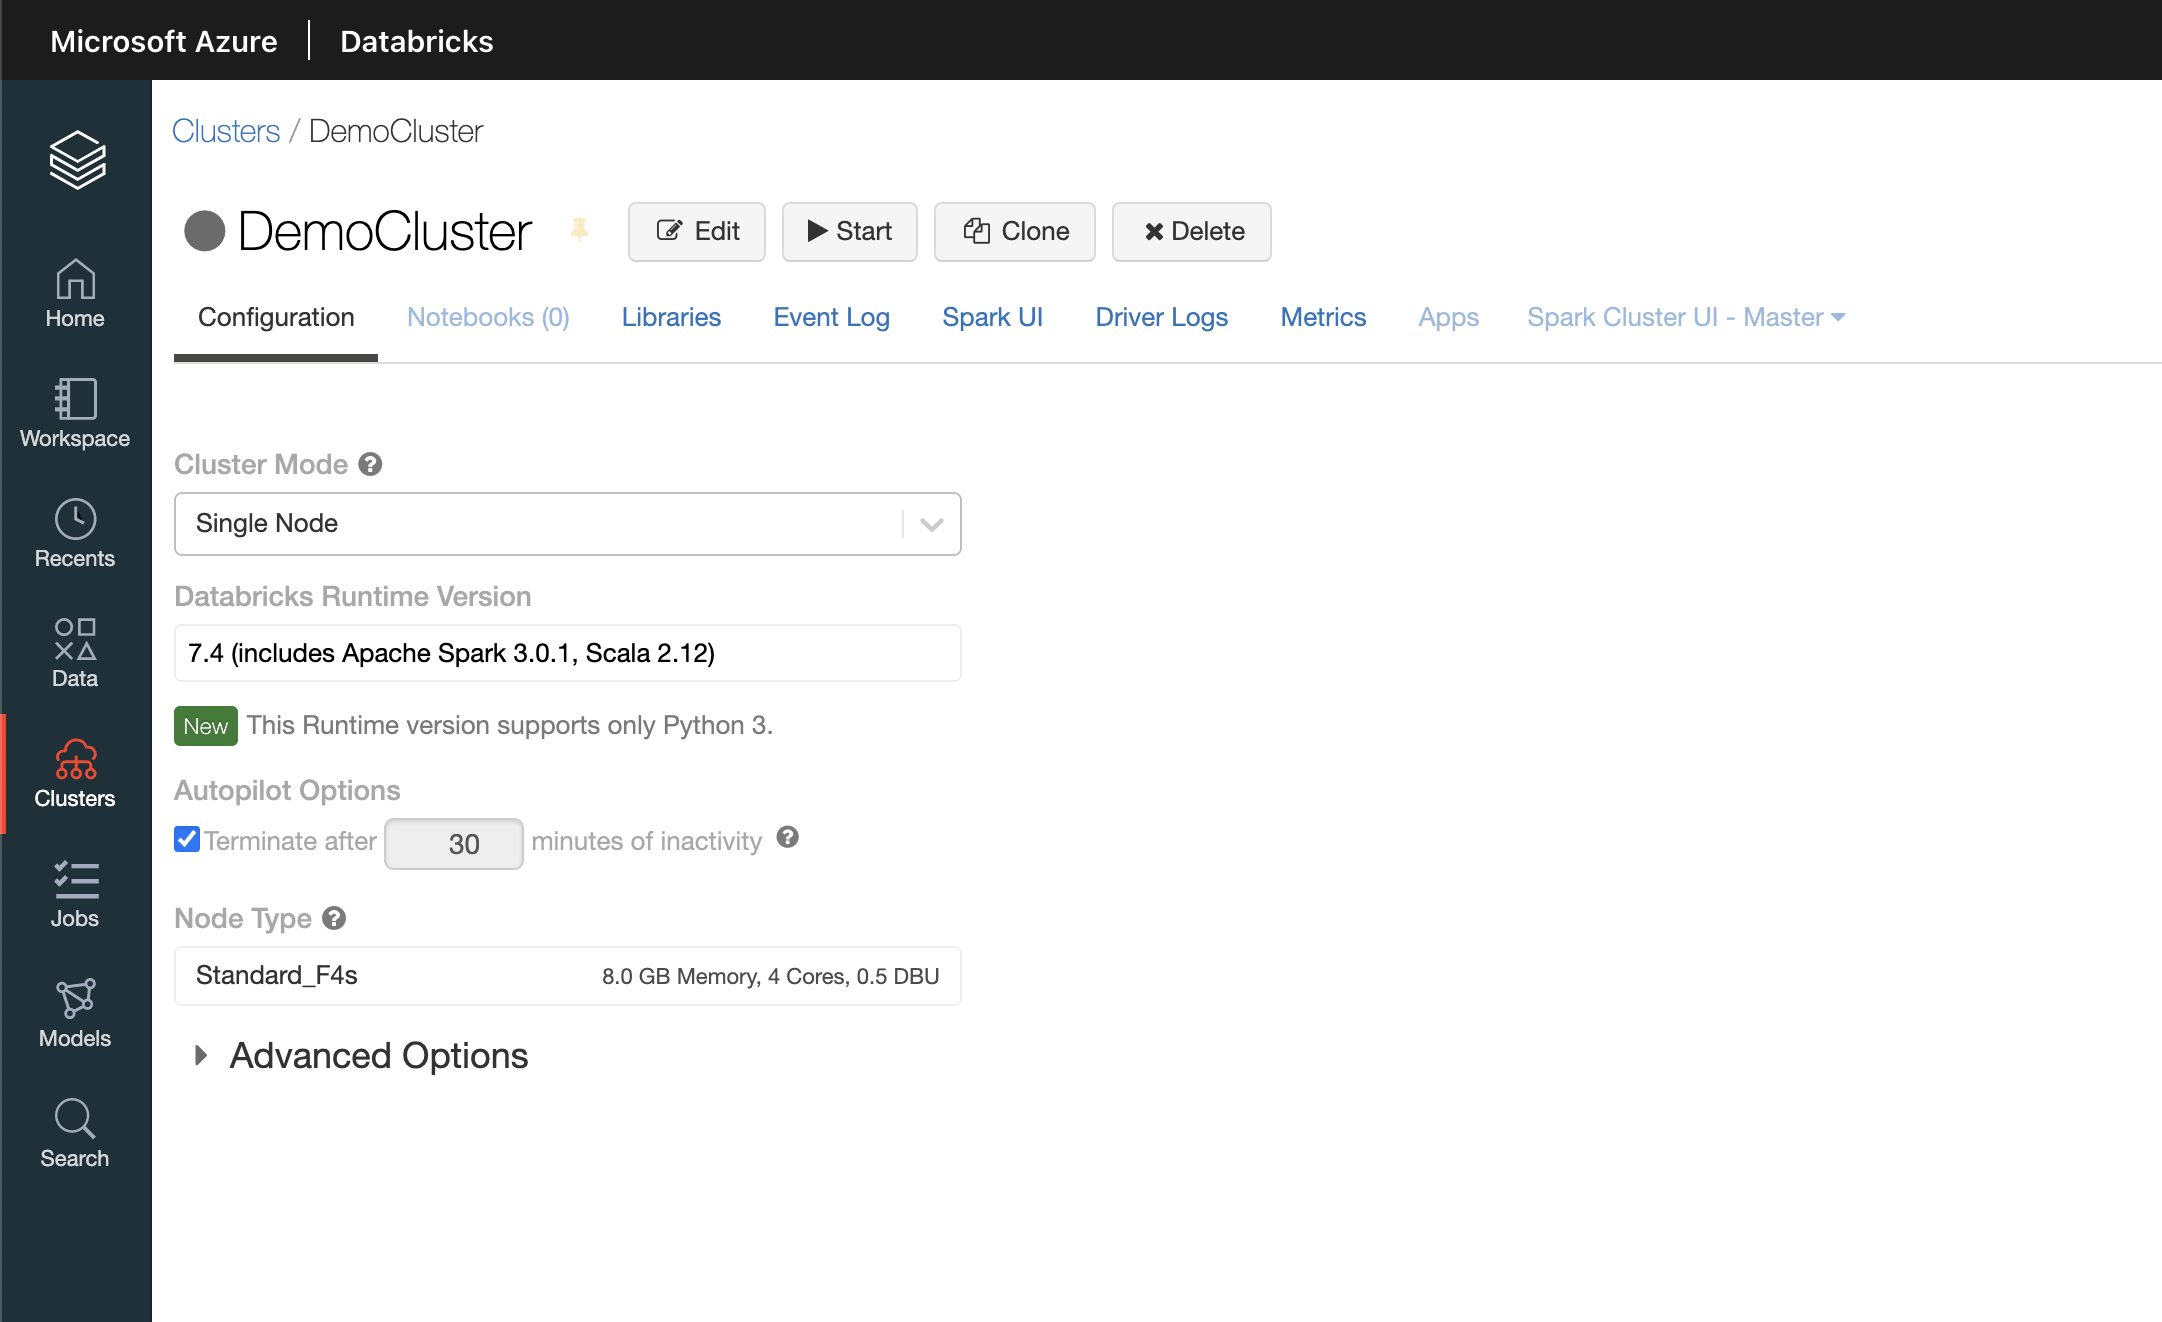 Microsoft Azure | Databricks
Clusters / DemoCluster
DemoCluster Edit Start Clone Delete
Configuration Notebooks (0) Libraries Event Log Spark UI Driver Logs Metrics Apps Spark Cluster UI - Master
Home
Workspace
Recents
Data
Clusters
Jobs
Models
Search
Cluster Mode ?
Single Node
Databricks Runtime Version
7.4 (includes Apache Spark 3.0.1, Scala 2.12)
New This Runtime version supports only Python 3.
Autopilot Options
Terminate after 30 minutes of inactivity ?
Node Type ?
Standard_F4s 8.0 GB Memory, 4 Cores, 0.5 DBU
Advanced Options